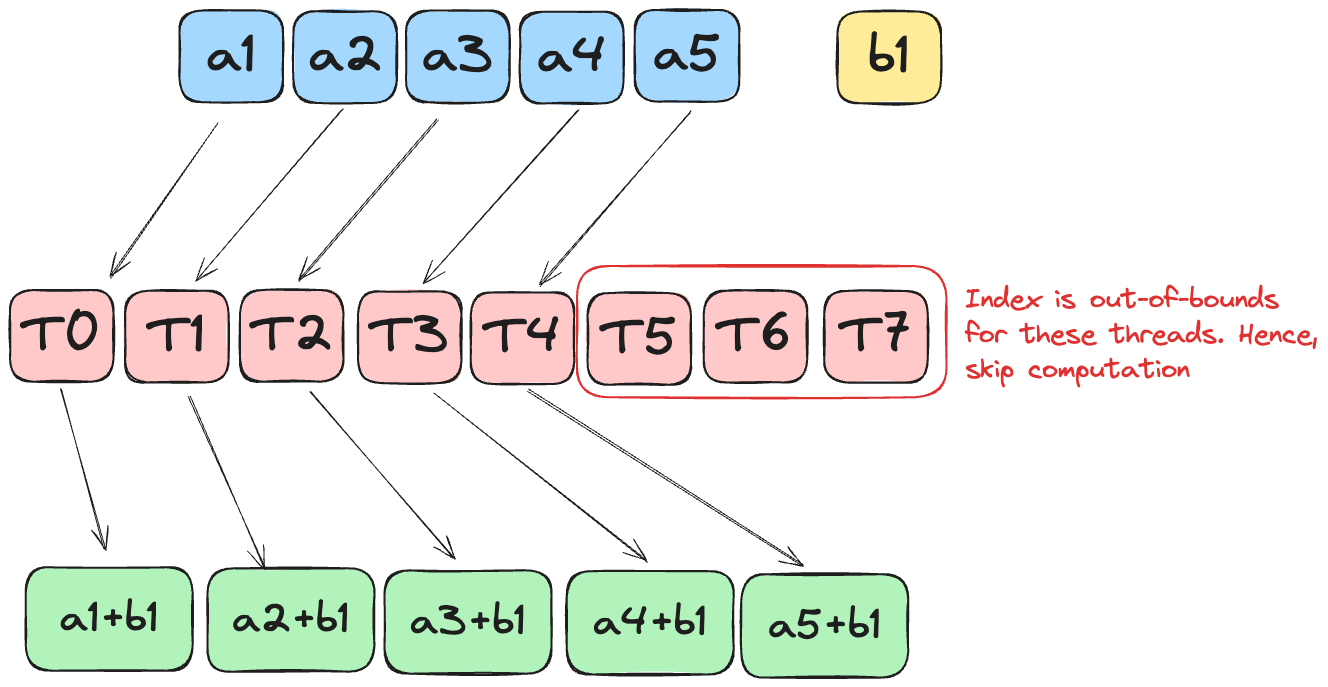 a1 a2 a3 a4 a5 b1
T0 T1 T2 T3 T4 T5 T6 T7
Index is out-of-bounds
for these threads. Hence,
skip computation
a1+b1 a2+b1 a3+b1 a4+b1 a5+b1